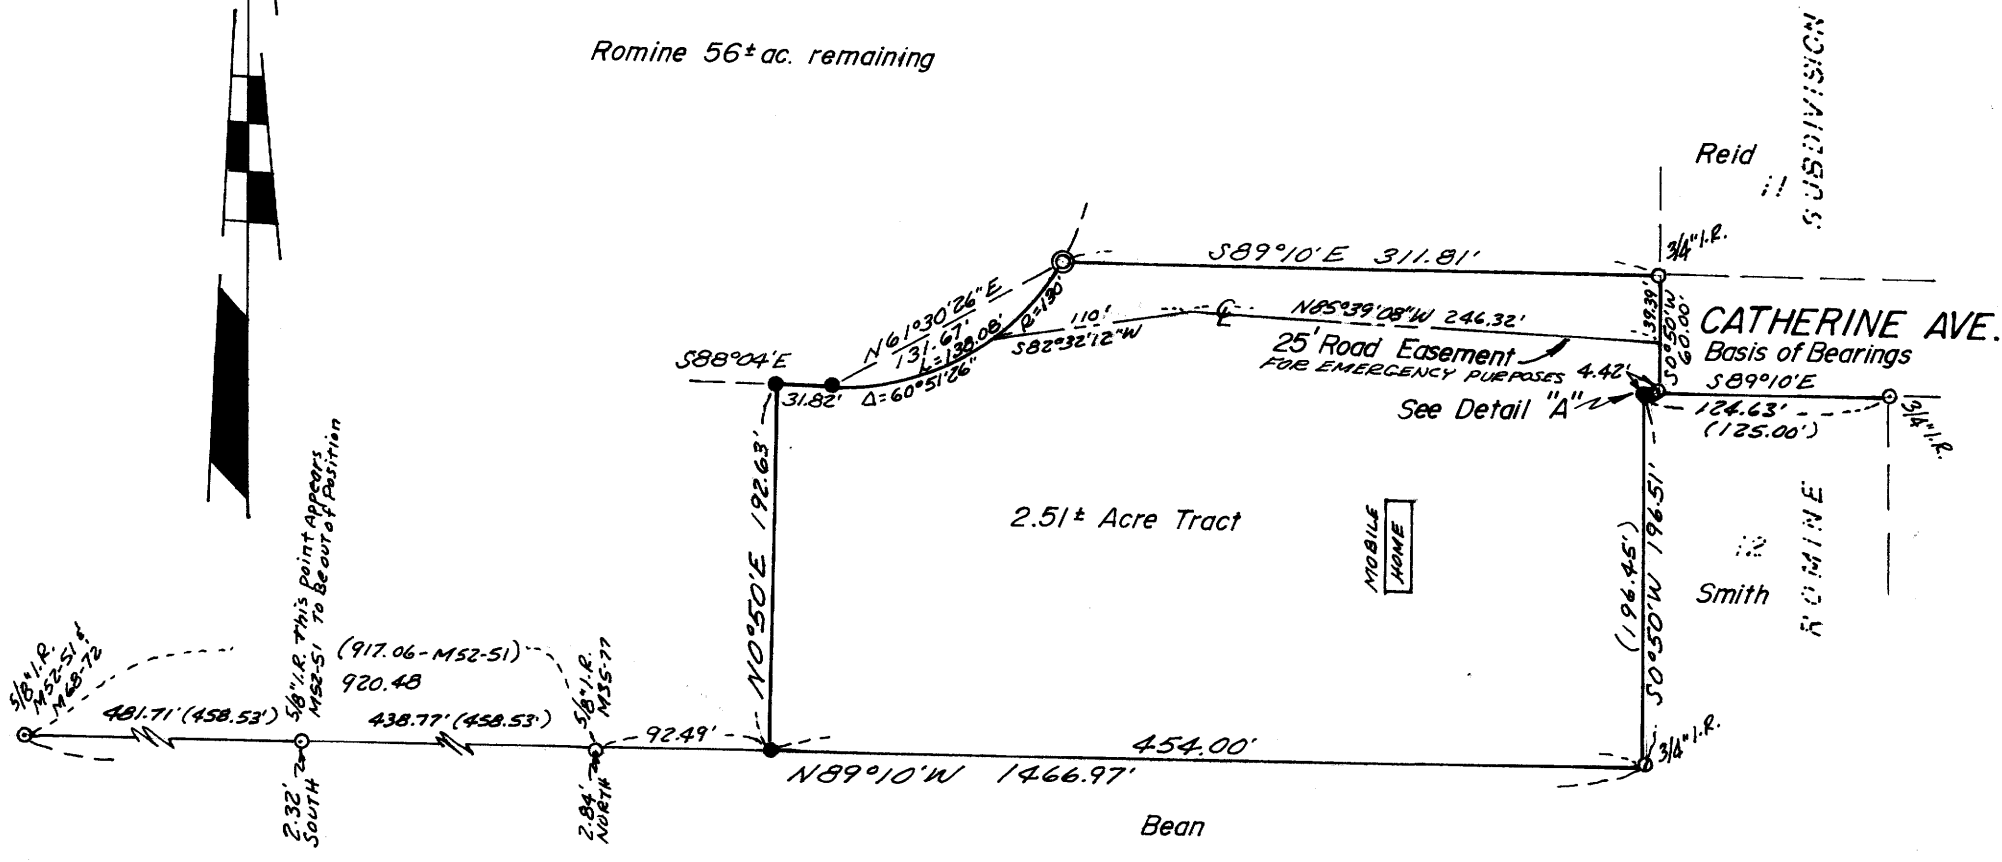 Romine 56± ac. remaining
SUBDIVISION
Reid
11
3/4" I.R.
S89°10'E 311.81'
N61°30'26"E
131.67'
L=138.08'
R=130'
Δ=60°51'26"
110'
S82°32'12"W
℄
N85°39'08"W 246.32'
25' Road Easement
FOR EMERGENCY PURPOSES
39.39'
S0°50'W
60.00'
CATHERINE AVE.
Basis of Bearings
S88°04'E
31.82'
4.42'
See Detail "A"
S89°10'E
124.63'
(125.00')
3/4" I.R.
N0°50'E 192.63'
2.51± Acre Tract
MOBILE
HOME
(196.45')
S0°50'W 196.51'
12
Smith
ROMINE
5/8" I.R.
M52-51 &
M68-72
5/8" I.R. This point Appears
M52-51 To Be out of Position
(917.06-M52-51)
920.48
5/8" I.R.
M35-77
481.71' (458.53')
438.77' (458.53')
92.49'
454.00'
N89°10'W 1466.97'
3/4" I.R.
2.32'
SOUTH
2.84'
NORTH
Bean